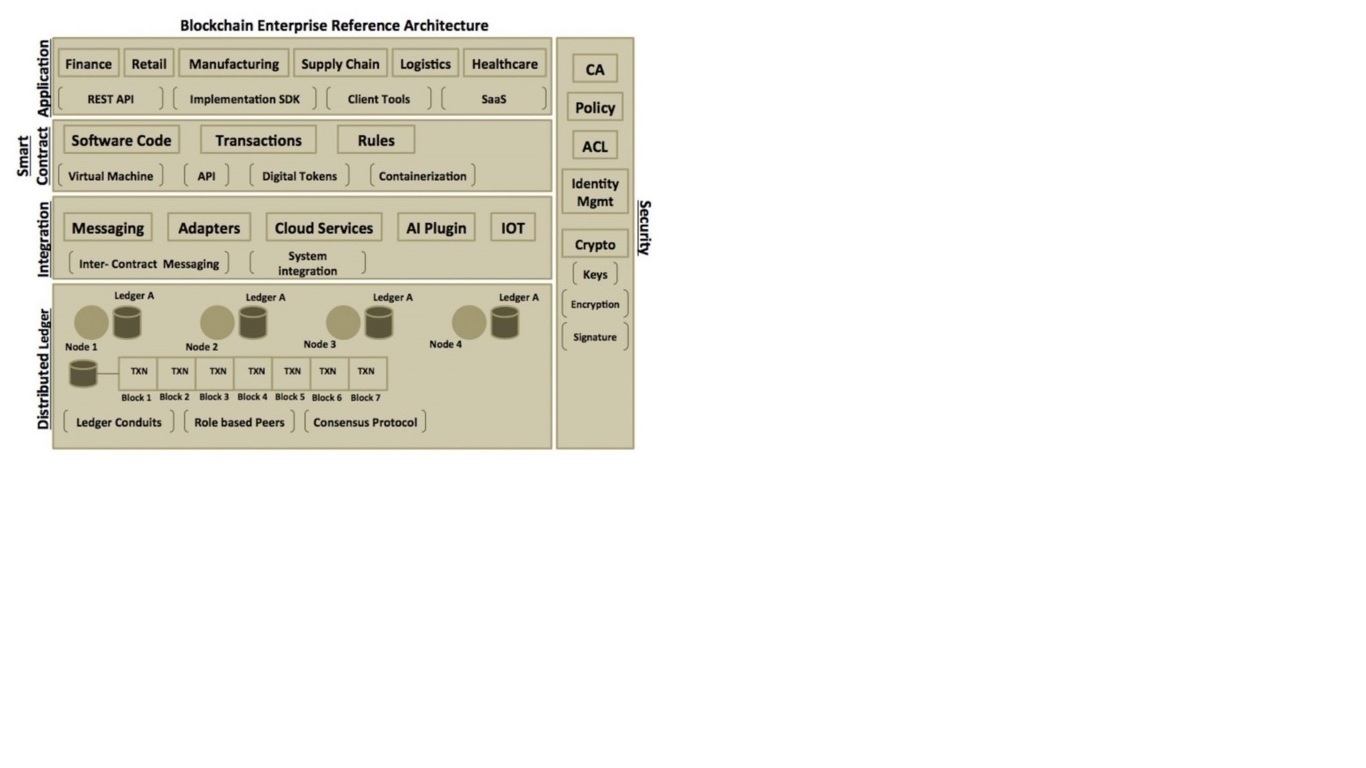 Blockchain Enterprise Reference Architecture
Application
Finance Retail Manufacturing Supply Chain Logistics Healthcare
REST API Implementation SDK Client Tools SaaS
Smart
Contract
Software Code Transactions Rules
Virtual Machine API Digital Tokens Containerization
Integration
Messaging Adapters Cloud Services AI Plugin IOT
Inter- Contract Messaging
System
integration
Distributed Ledger
Ledger A Ledger A Ledger A Ledger A
Node 1 Node 2 Node 3 Node 4
TXN TXN TXN TXN TXN TXN TXN
Block 1 Block 2 Block 3 Block 4 Block 5 Block 6 Block 7
Ledger Conduits Role based Peers Consensus Protocol
Security
CA
Policy
ACL
Identity
Mgmt
Crypto
Keys
Encryption
Signature